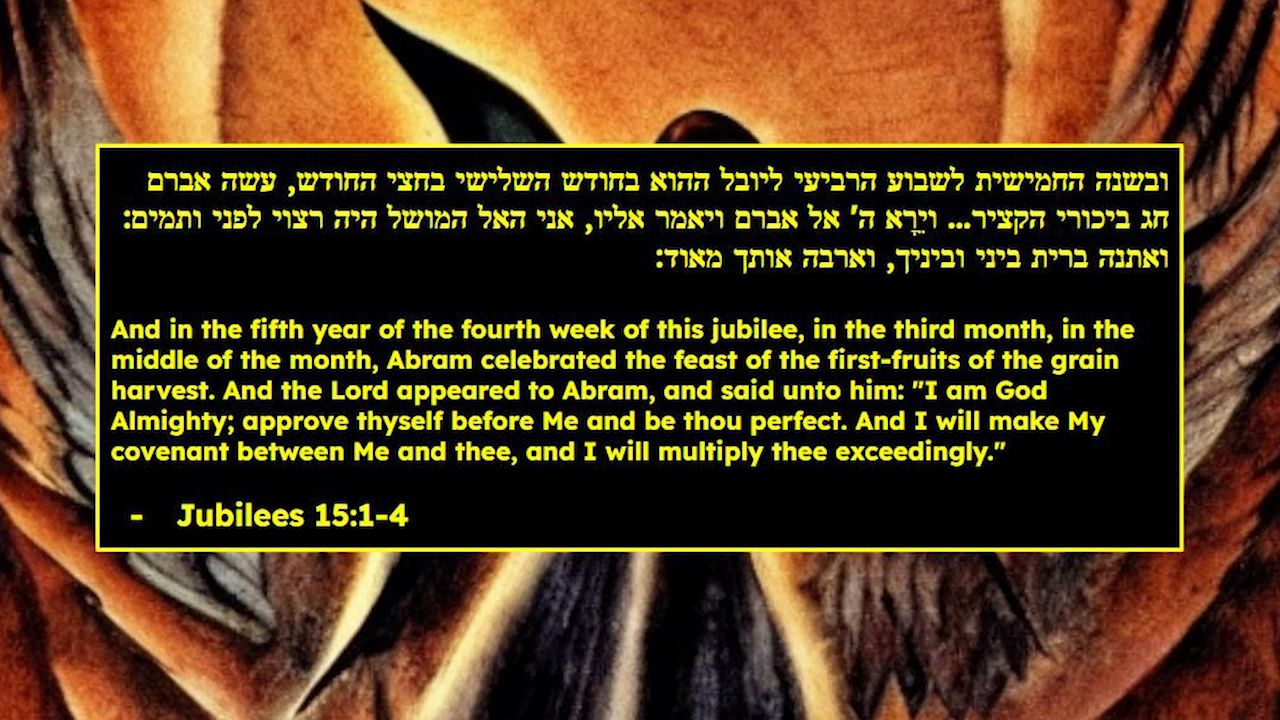 ובשנה החמישית לשבוע הרביעי ליובל ההוא בחודש השלישי בחצי החודש, עשה אברם
חג ביכורי הקציר... ויֵרָא ה' אל אברם ויאמר אליו, אני האל המושל היה רצוי לפני ותמים:
ואתנה ברית ביני וביניך, וארבה אותך מאוד:
And in the fifth year of the fourth week of this jubilee, in the third month, in the
middle of the month, Abram celebrated the feast of the first-fruits of the grain
harvest. And the Lord appeared to Abram, and said unto him: "I am God
Almighty; approve thyself before Me and be thou perfect. And I will make My
covenant between Me and thee, and I will multiply thee exceedingly."
- Jubilees 15:1-4